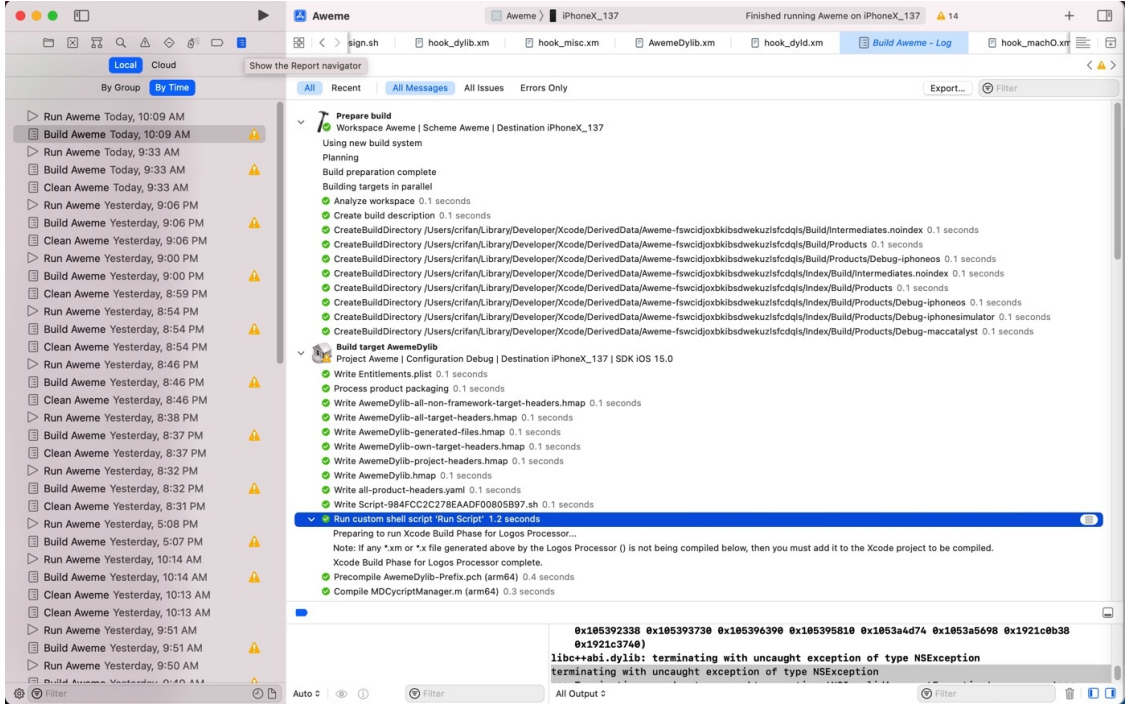 Aweme
Aweme 〉 iPhoneX_137
Finished running Aweme on iPhoneX_137
14
sign.sh
hook_dylib.xm
hook_misc.xm
AwemeDylib.xm
hook_dyld.xm
Build Aweme - Log
hook_machO.xm
Local Cloud
Show the Report navigator
By Group By Time
All Recent All Messages All Issues Errors Only
Export...
Filter
Run Aweme Today, 10:09 AM
Build Aweme Today, 10:09 AM
Run Aweme Today, 9:33 AM
Build Aweme Today, 9:33 AM
Clean Aweme Today, 9:33 AM
Run Aweme Yesterday, 9:06 PM
Build Aweme Yesterday, 9:06 PM
Clean Aweme Yesterday, 9:06 PM
Run Aweme Yesterday, 9:00 PM
Build Aweme Yesterday, 9:00 PM
Clean Aweme Yesterday, 8:59 PM
Run Aweme Yesterday, 8:54 PM
Build Aweme Yesterday, 8:54 PM
Clean Aweme Yesterday, 8:54 PM
Run Aweme Yesterday, 8:46 PM
Build Aweme Yesterday, 8:46 PM
Clean Aweme Yesterday, 8:46 PM
Run Aweme Yesterday, 8:38 PM
Build Aweme Yesterday, 8:37 PM
Clean Aweme Yesterday, 8:37 PM
Run Aweme Yesterday, 8:32 PM
Build Aweme Yesterday, 8:32 PM
Clean Aweme Yesterday, 8:31 PM
Run Aweme Yesterday, 5:08 PM
Build Aweme Yesterday, 5:07 PM
Run Aweme Yesterday, 10:14 AM
Build Aweme Yesterday, 10:14 AM
Clean Aweme Yesterday, 10:13 AM
Clean Aweme Yesterday, 10:13 AM
Run Aweme Yesterday, 9:51 AM
Build Aweme Yesterday, 9:51 AM
Run Aweme Yesterday, 9:50 AM
Filter
Prepare build
Workspace Aweme | Scheme Aweme | Destination iPhoneX_137
Using new build system
Planning
Build preparation complete
Building targets in parallel
Analyze workspace 0.1 seconds
Create build description 0.1 seconds
CreateBuildDirectory /Users/crifan/Library/Developer/Xcode/DerivedData/Aweme-fswcidjoxbkibsdwekuzlsfcdqls/Build/Intermediates.noindex 0.1 seconds
CreateBuildDirectory /Users/crifan/Library/Developer/Xcode/DerivedData/Aweme-fswcidjoxbkibsdwekuzlsfcdqls/Build/Products 0.1 seconds
CreateBuildDirectory /Users/crifan/Library/Developer/Xcode/DerivedData/Aweme-fswcidjoxbkibsdwekuzlsfcdqls/Build/Products/Debug-iphoneos 0.1 seconds
CreateBuildDirectory /Users/crifan/Library/Developer/Xcode/DerivedData/Aweme-fswcidjoxbkibsdwekuzlsfcdqls/Index/Build/Intermediates.noindex 0.1 seconds
CreateBuildDirectory /Users/crifan/Library/Developer/Xcode/DerivedData/Aweme-fswcidjoxbkibsdwekuzlsfcdqls/Index/Build/Products 0.1 seconds
CreateBuildDirectory /Users/crifan/Library/Developer/Xcode/DerivedData/Aweme-fswcidjoxbkibsdwekuzlsfcdqls/Index/Build/Products/Debug-iphoneos 0.1 seconds
CreateBuildDirectory /Users/crifan/Library/Developer/Xcode/DerivedData/Aweme-fswcidjoxbkibsdwekuzlsfcdqls/Index/Build/Products/Debug-iphonesimulator 0.1 seconds
CreateBuildDirectory /Users/crifan/Library/Developer/Xcode/DerivedData/Aweme-fswcidjoxbkibsdwekuzlsfcdqls/Index/Build/Products/Debug-maccatalyst 0.1 seconds
Build target AwemeDylib
Project Aweme | Configuration Debug | Destination iPhoneX_137 | SDK iOS 15.0
Write Entitlements.plist 0.1 seconds
Process product packaging 0.1 seconds
Write AwemeDylib-all-non-framework-target-headers.hmap 0.1 seconds
Write AwemeDylib-all-target-headers.hmap 0.1 seconds
Write AwemeDylib-generated-files.hmap 0.1 seconds
Write AwemeDylib-own-target-headers.hmap 0.1 seconds
Write AwemeDylib-project-headers.hmap 0.1 seconds
Write AwemeDylib.hmap 0.1 seconds
Write all-product-headers.yaml 0.1 seconds
Write Script-984FCC2C278EAADF00805B97.sh 0.1 seconds
Run custom shell script 'Run Script' 1.2 seconds
Preparing to run Xcode Build Phase for Logos Processor...
Note: If any *.xm or *.x file generated above by the Logos Processor () is not being compiled below, then you must add it to the Xcode project to be compiled.
Xcode Build Phase for Logos Processor complete.
Precompile AwemeDylib-Prefix.pch (arm64) 0.4 seconds
Compile MDCycriptManager.m (arm64) 0.3 seconds
0x105392338 0x105393730 0x105396390 0x105395810 0x1053a4d74 0x1053a5698 0x1921c0b38
0x1921c3740)
libc++abi.dylib: terminating with uncaught exception of type NSException
terminating with uncaught exception of type NSException
Auto
Filter
All Output
Filter